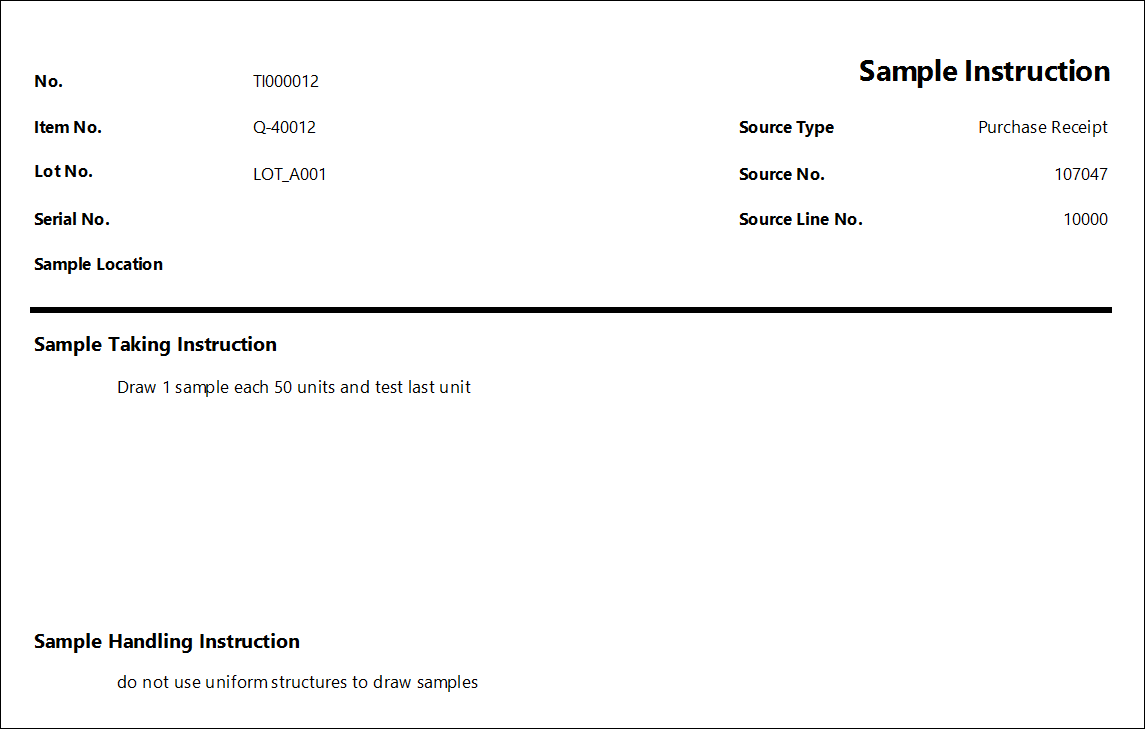 Sample Instruction
No. TI000012
Item No. Q-40012 Source Type Purchase Receipt
Lot No. LOT_A001 Source No. 107047
Serial No. Source Line No. 10000
Sample Location
Sample Taking Instruction
Draw 1 sample each 50 units and test last unit
Sample Handling Instruction
do not use uniform structures to draw samples